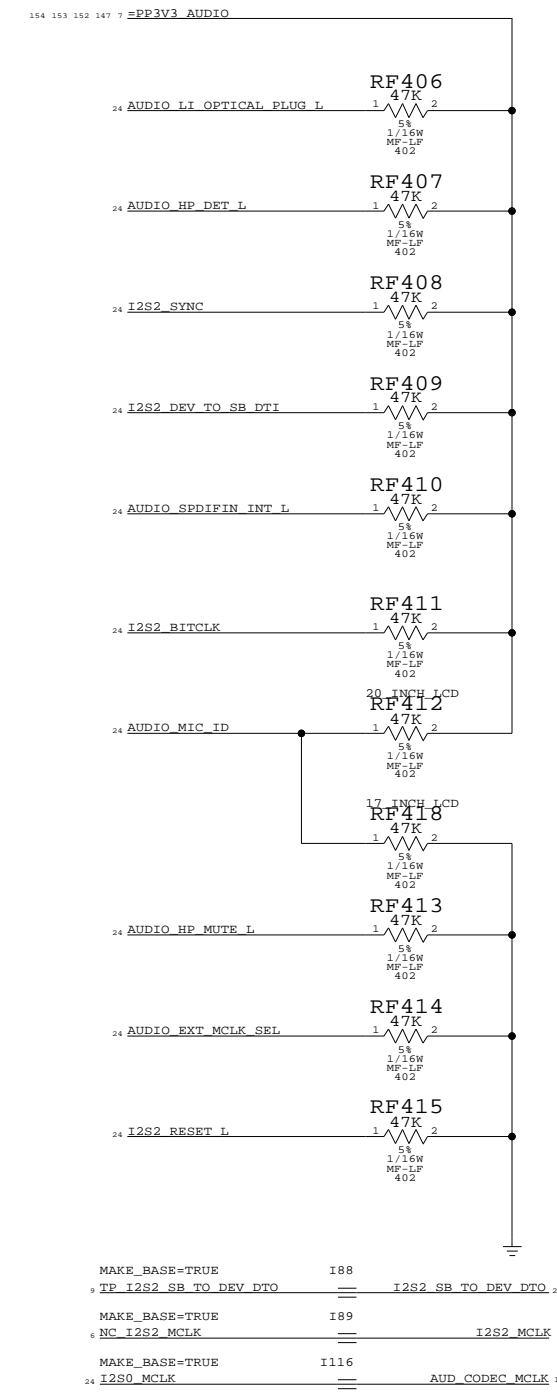 154 153 152 147 7 =PP3V3_AUDIO
RF406
47K
24 AUDIO_LI_OPTICAL_PLUG_L 1 2
5%
1/16W
MF-LF
402
RF407
47K
24 AUDIO_HP_DET_L 1 2
5%
1/16W
MF-LF
402
RF408
47K
24 I2S2_SYNC 1 2
5%
1/16W
MF-LF
402
RF409
47K
24 I2S2_DEV_TO_SB_DTI 1 2
5%
1/16W
MF-LF
402
RF410
47K
24 AUDIO_SPDIFIN_INT_L 1 2
5%
1/16W
MF-LF
402
RF411
47K
24 I2S2_BITCLK 1 2
5%
1/16W
MF-LF
402
20_INCH_LCD
RF412
47K
24 AUDIO_MIC_ID 1 2
5%
1/16W
MF-LF
402
17_INCH_LCD
RF418
47K
1 2
5%
1/16W
MF-LF
402
RF413
47K
24 AUDIO_HP_MUTE_L 1 2
5%
1/16W
MF-LF
402
RF414
47K
24 AUDIO_EXT_MCLK_SEL 1 2
5%
1/16W
MF-LF
402
RF415
47K
24 I2S2_RESET_L 1 2
5%
1/16W
MF-LF
402
MAKE_BASE=TRUE I88
9 TP_I2S2_SB_TO_DEV_DTO I2S2_SB_TO_DEV_DTO
MAKE_BASE=TRUE I89
6 NC_I2S2_MCLK I2S2_MCLK
MAKE_BASE=TRUE I116
24 I2S0_MCLK AUD_CODEC_MCLK